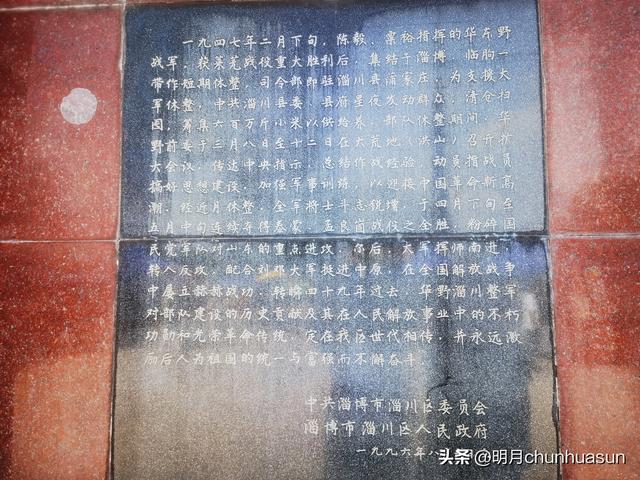 一九四七年二月下旬，陈毅、粟裕指挥的华东野
战军，获莱芜战役重大胜利后，集结于淄博、临朐一
带作短期休整，司令部即驻淄川县蒲家庄。为支援大
军休整，中共淄川县委、县府星夜发动群众，清仓扫
囤，筹集六百万斤小米以供给养。部队休整期间，华
野前委于三月八日至十二日在大荒地（洪山）召开扩
大会议，传达中央指示，总结作战经验，动员指战员
搞好思想建设，加强军事训练，以迎接中国革命新高
潮。经近月休整，全军将士斗志锐增，于四月下旬至
五月中旬连续夺得泰蒙、孟良崮战役之全胜，粉碎国
民党军队对山东的重点进攻。尔后，大军挥师南进，
转入反攻，配合刘邓大军挺进中原，在全国解放战争
中屡立赫赫战功。转瞬四十九年过去，华野淄川整军
对部队建设的历史贡献及其在人民解放事业中的不朽
功勋和光荣革命传统，定在我区世代相传，并永远激
励后人为祖国的统一与富强而不懈奋斗。
中共淄博市淄川区委员会
淄博市淄川区人民政府
一九九六年八
头条@明月chunhuasun